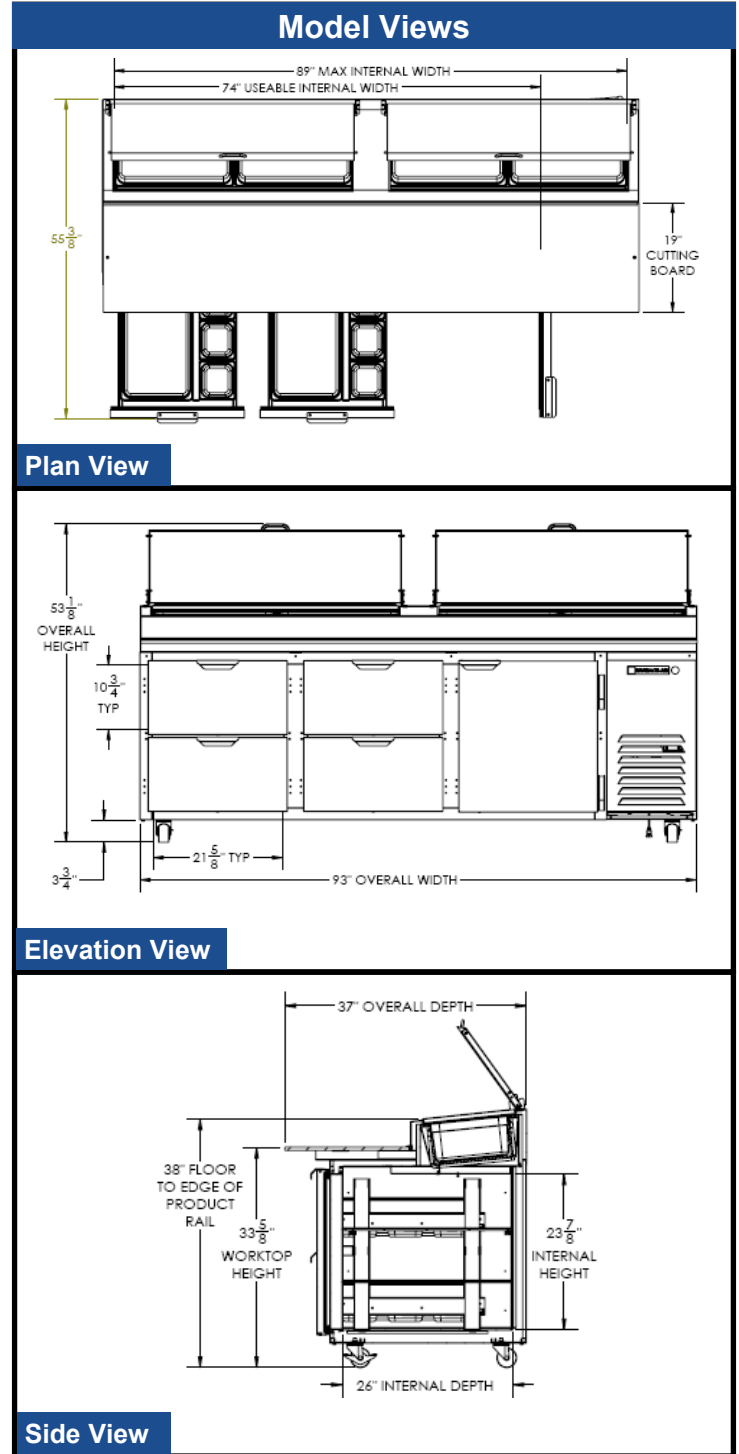 Model Views
89" MAX INTERNAL WIDTH
74" USEABLE INTERNAL WIDTH
55 3/8"
19"
CUTTING
BOARD
Plan View
53 1/8"
OVERALL
HEIGHT
10 3/4"
TYP
21 5/8" TYP
3 3/4"
93" OVERALL WIDTH
Elevation View
37" OVERALL DEPTH
38" FLOOR
TO EDGE OF
PRODUCT
RAIL
33 5/8"
WORKTOP
HEIGHT
23 7/8"
INTERNAL
HEIGHT
26" INTERNAL DEPTH
Side View